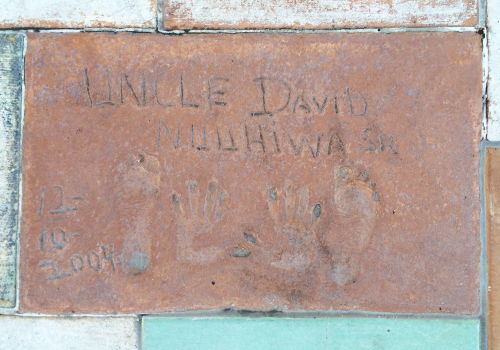 UNCLE DAVID
NUUHIWA SR
12-
10-
2004